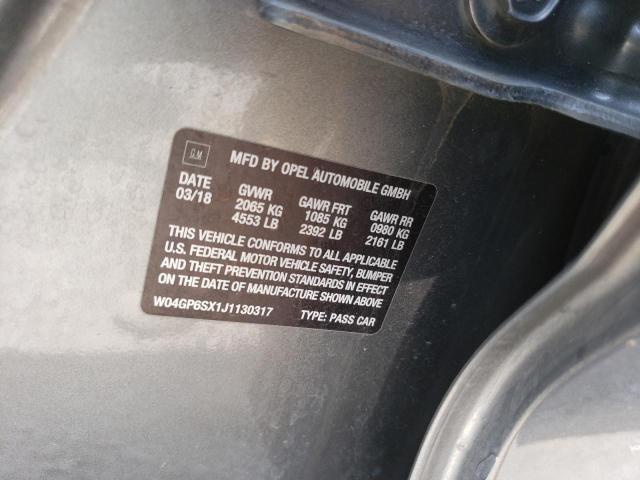 GM
MFD BY OPEL AUTOMOBILE GMBH
DATE GVWR GAWR FRT GAWR RR
03/18 2065 KG 1085 KG 0980 KG
4553 LB 2392 LB 2161 LB
THIS VEHICLE CONFORMS TO ALL APPLICABLE
U.S. FEDERAL MOTOR VEHICLE SAFETY, BUMPER
AND THEFT PREVENTION STANDARDS IN EFFECT
ON THE DATE OF MANUFACTURE SHOWN ABOVE
W04GP6SX1J1130317 TYPE: PASS CAR